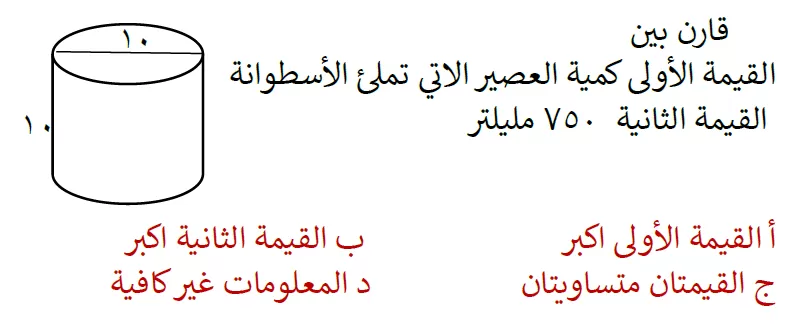 قارن بين
القيمة الأولى كمية العصير الاتي تملئ الأسطوانة
القيمة الثانية ٧٥٠ مليلتر
١٠
١٠
أ القيمة الأولى اكبر
ب القيمة الثانية اكبر
ج القيمتان متساويتان
د المعلومات غير كافية